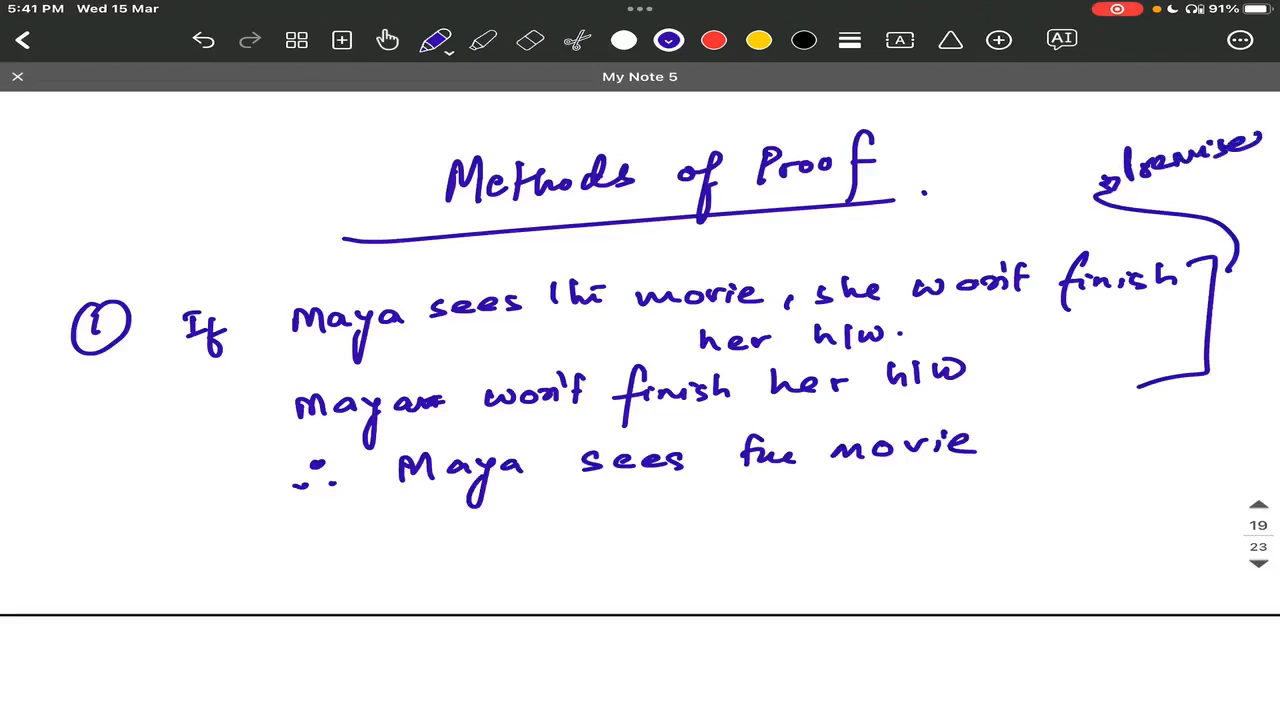 5:41 PM Wed 15 Mar
91%
A
AI
My Note 5
Methods of Proof .
Premise
1 If Maya sees the movie, she won't finish
her h/w.
Maya won't finish her h/w
∴ Maya sees the movie
19
23